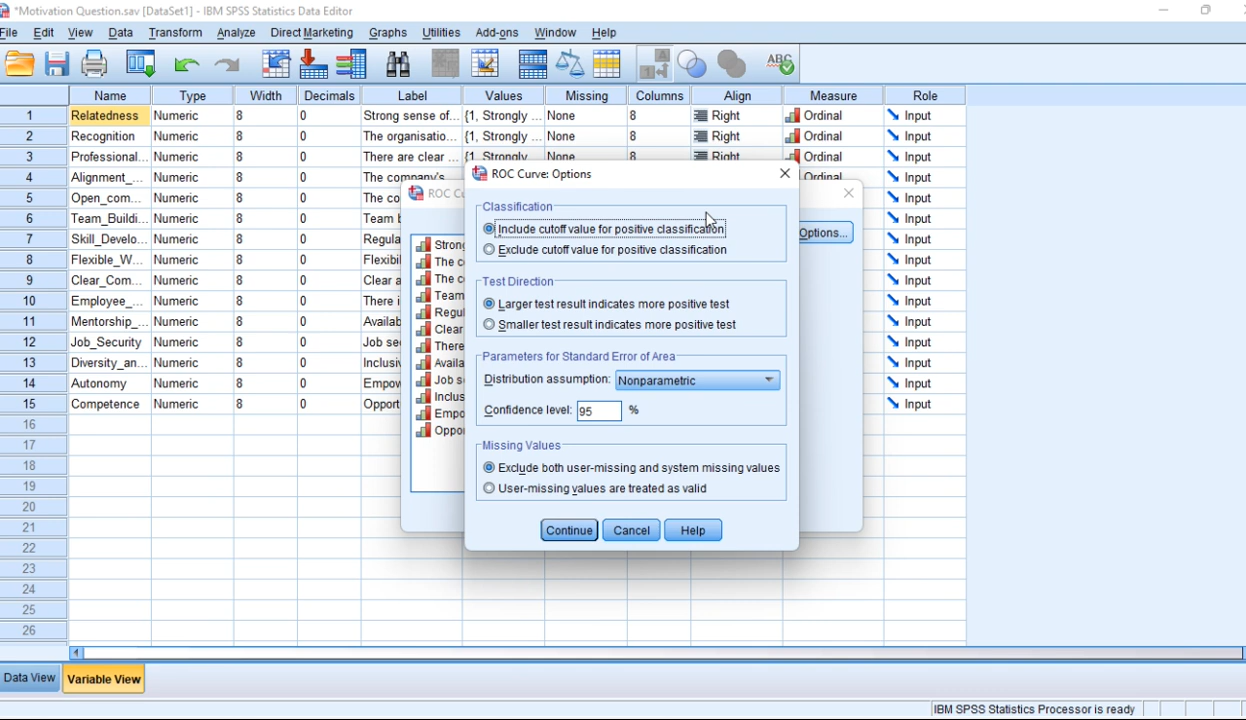 *Motivation Question.sav [DataSet1] - IBM SPSS Statistics Data Editor
File Edit View Data Transform Analyze Direct Marketing Graphs Utilities Add-ons Window Help
Name Type Width Decimals Label Values Missing Columns Align Measure Role
1 Relatedness Numeric 8 0 Strong sense of... {1, Strongly ... None 8 Right Ordinal Input
2 Recognition Numeric 8 0 The organisatio... {1, Strongly ... None 8 Right Ordinal Input
3 Professional... Numeric 8 0 There are clear ... {1, Strongly None 8 Right Ordinal Input
4 Alignment_... Numeric 8 0 The company's Ordinal Input
5 Open_com... Numeric 8 0 The co Input
6 Team_Buildi... Numeric 8 0 Team b Input
7 Skill_Develo... Numeric 8 0 Regula Input
8 Flexible_W... Numeric 8 0 Flexibil Input
9 Clear_Com... Numeric 8 0 Clear a Input
10 Employee_... Numeric 8 0 There i Input
11 Mentorship_... Numeric 8 0 Availab Input
12 Job_Security Numeric 8 0 Job sec Input
13 Diversity_an... Numeric 8 0 Inclusiv Input
14 Autonomy Numeric 8 0 Empow Input
15 Competence Numeric 8 0 Opport Input
16
17
18
19
20
21
22
23
24
25
26
ROC Cu
Strong
The c
The c
Team
Regul
Clear
There
Availa
Job s
Inclus
Empo
Oppor
Options...
ROC Curve: Options
Classification
Include cutoff value for positive classification
Exclude cutoff value for positive classification
Test Direction
Larger test result indicates more positive test
Smaller test result indicates more positive test
Parameters for Standard Error of Area
Distribution assumption: Nonparametric
Confidence level: 95 %
Missing Values
Exclude both user-missing and system missing values
User-missing values are treated as valid
Continue Cancel Help
Data View Variable View
IBM SPSS Statistics Processor is ready